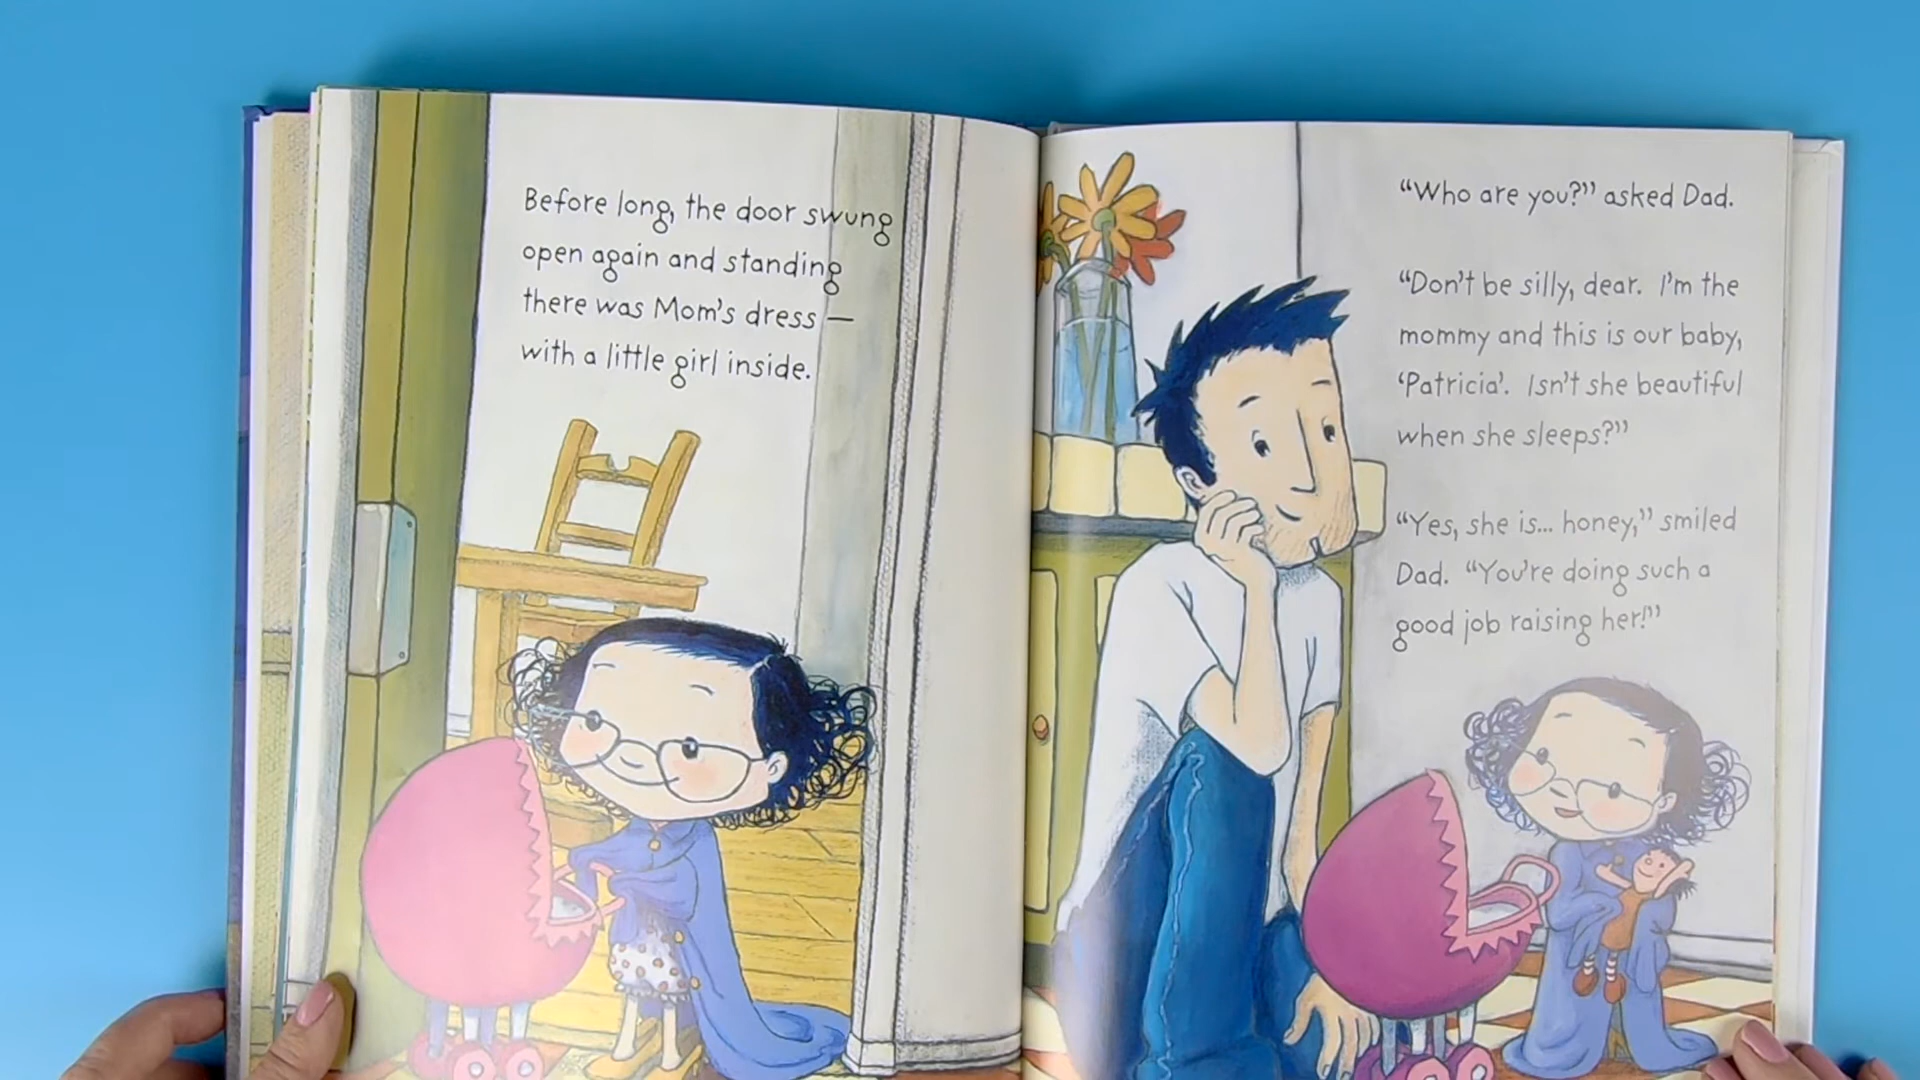 Before long, the door swung
open again and standing
there was Mom's dress —
with a little girl inside.
“Who are you?” asked Dad.
“Don't be silly, dear. I'm the
mommy and this is our baby,
‘Patricia’. Isn't she beautiful
when she sleeps?”
“Yes, she is... honey,” smiled
Dad. “You're doing such a
good job raising her!”